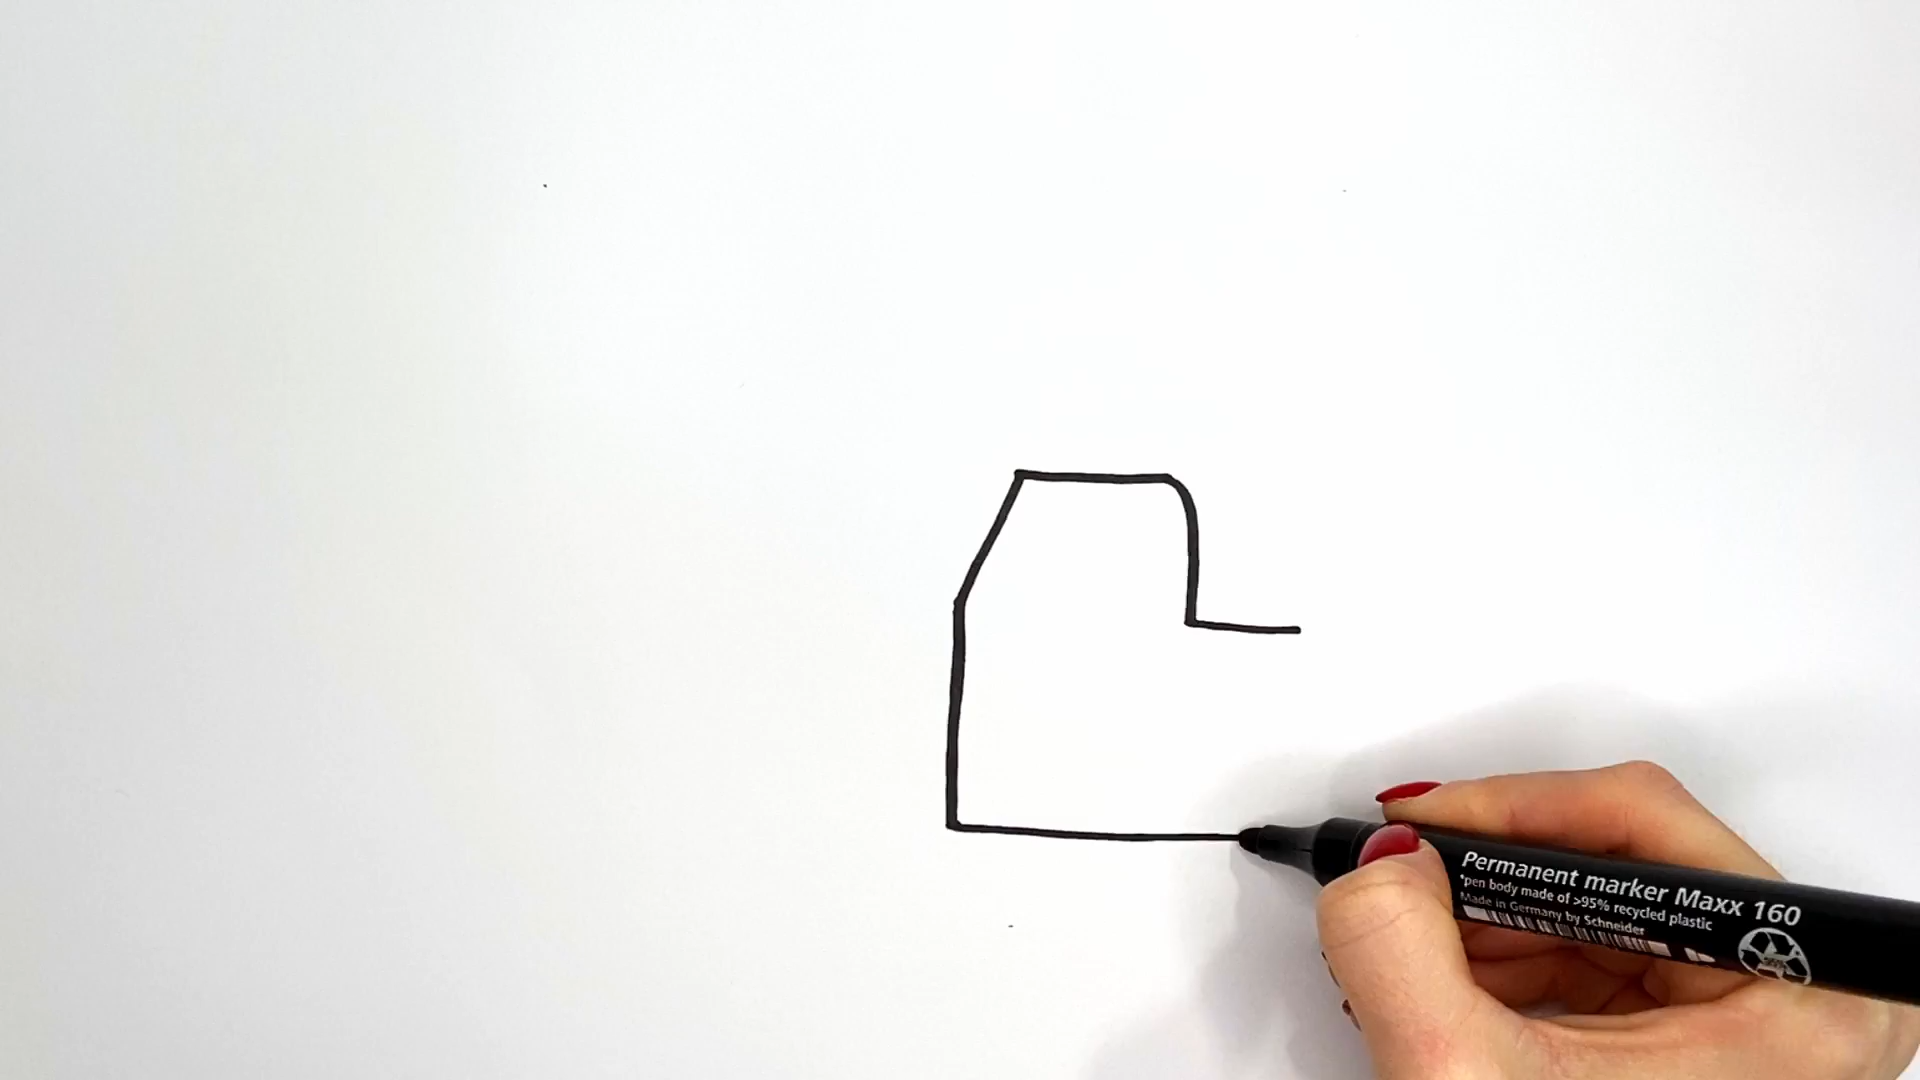 Permanent marker Maxx 160
*pen body made of >95% recycled plastic
Made in Germany by Schneider